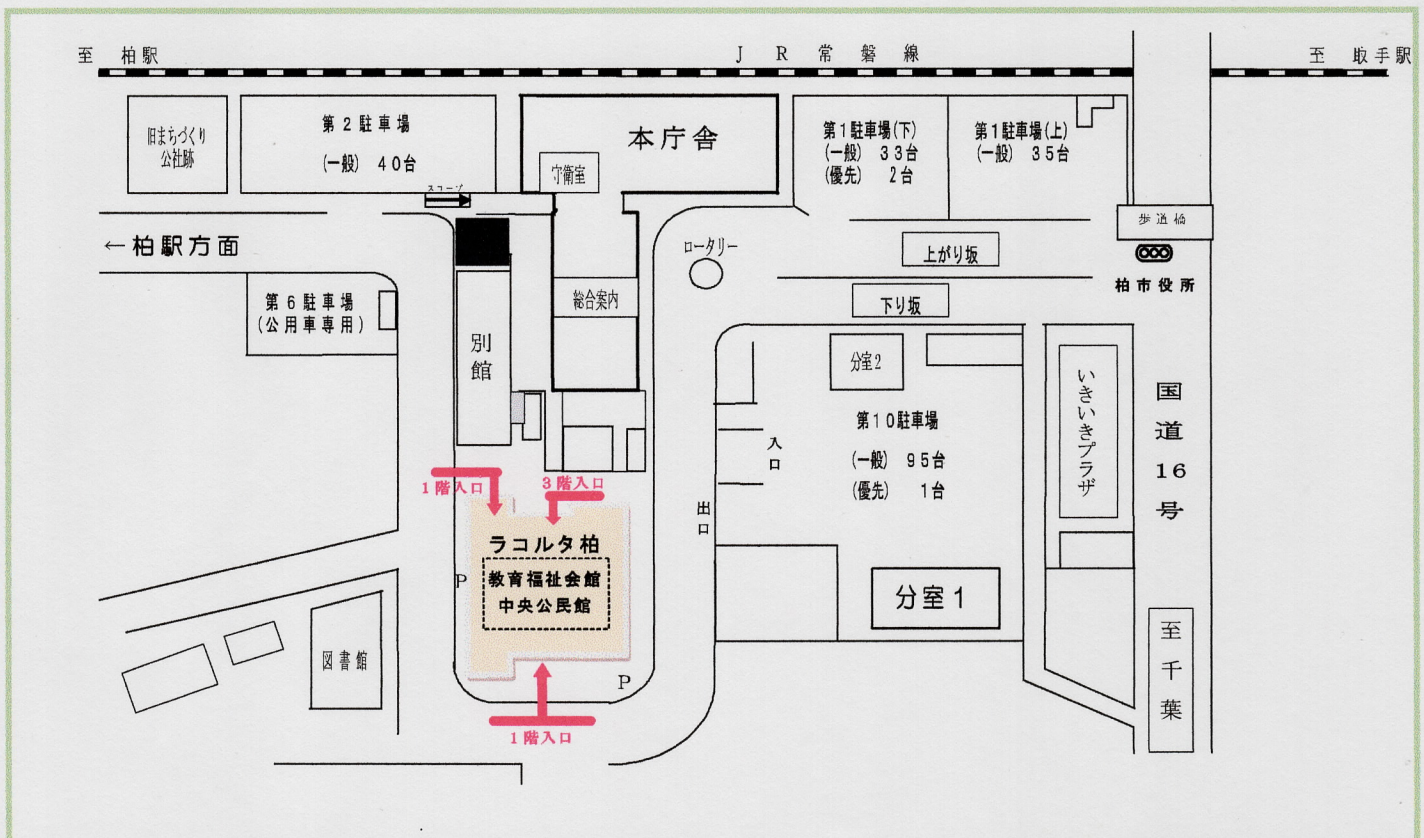 至 柏駅
JR常磐線
至 取手駅
旧まちづくり
公社跡
第2駐車場
(一般) 40台
本庁舎
守衛室
第1駐車場(下)
(一般) 33台
(優先) 2台
第1駐車場(上)
(一般) 35台
スロープ
←柏駅方面
ロータリー
上がり坂
歩道橋
柏市役所
第6駐車場
(公用車専用)
総合案内
下り坂
別館
分室2
いきいきプラザ
国道16号
第10駐車場
(一般) 95台
(優先) 1台
入口
出口
1階入口
3階入口
ラコルタ柏
教育福祉会館
中央公民館
P
分室1
図書館
P
至千葉
1階入口